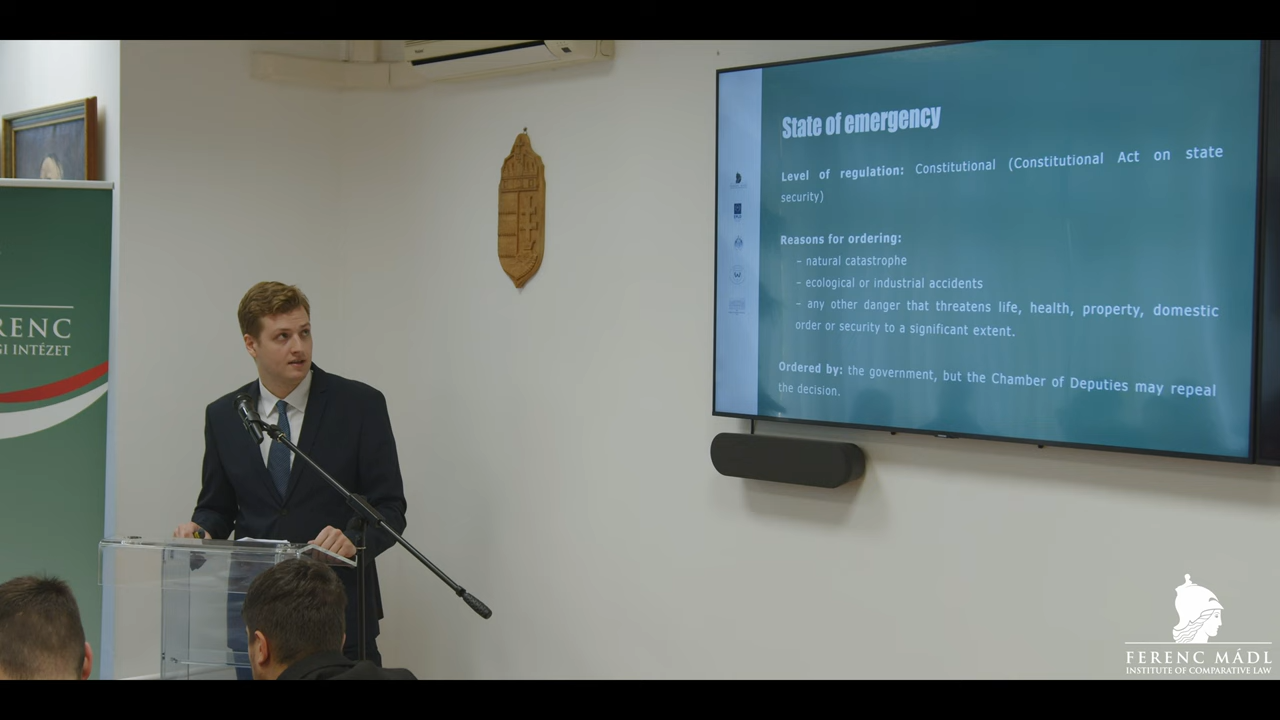 State of emergency
Level of regulation: Constitutional (Constitutional Act on state
security)
Reasons for ordering:
– natural catastrophe
– ecological or industrial accidents
– any other danger that threatens life, health, property, domestic
order or security to a significant extent.
Ordered by: the government, but the Chamber of Deputies may repeal
the decision.
RENC
GI INTÉZET
FERENC MÁDL
INSTITUTE OF COMPARATIVE LAW